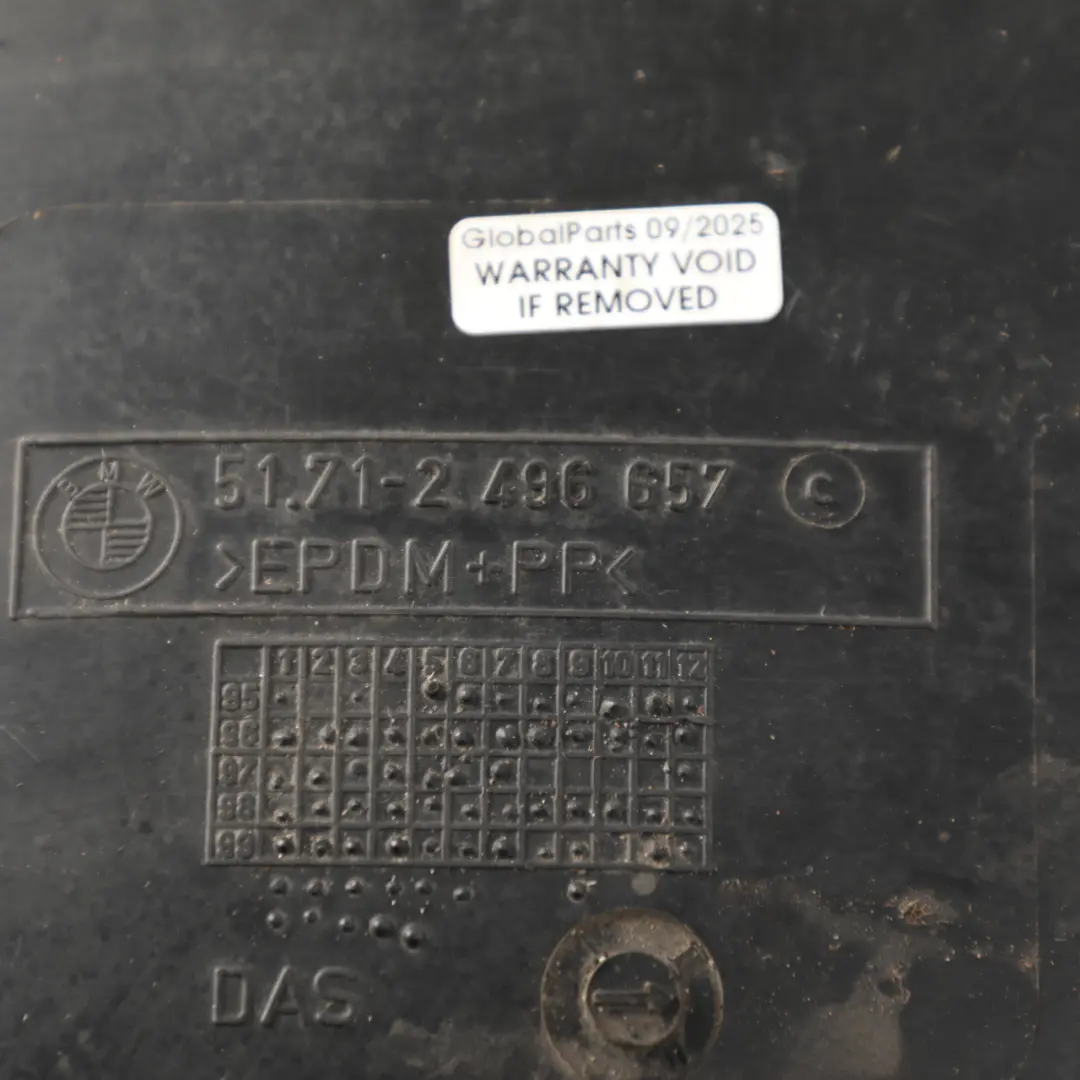 GlobalParts 09/2025
WARRANTY VOID
IF REMOVED
BMW 51.71-2 496 657 C
>EPDM+PP<
1 2 3 4 5 6 7 8 9 10 11 12
95
96
97
98
99
DAS